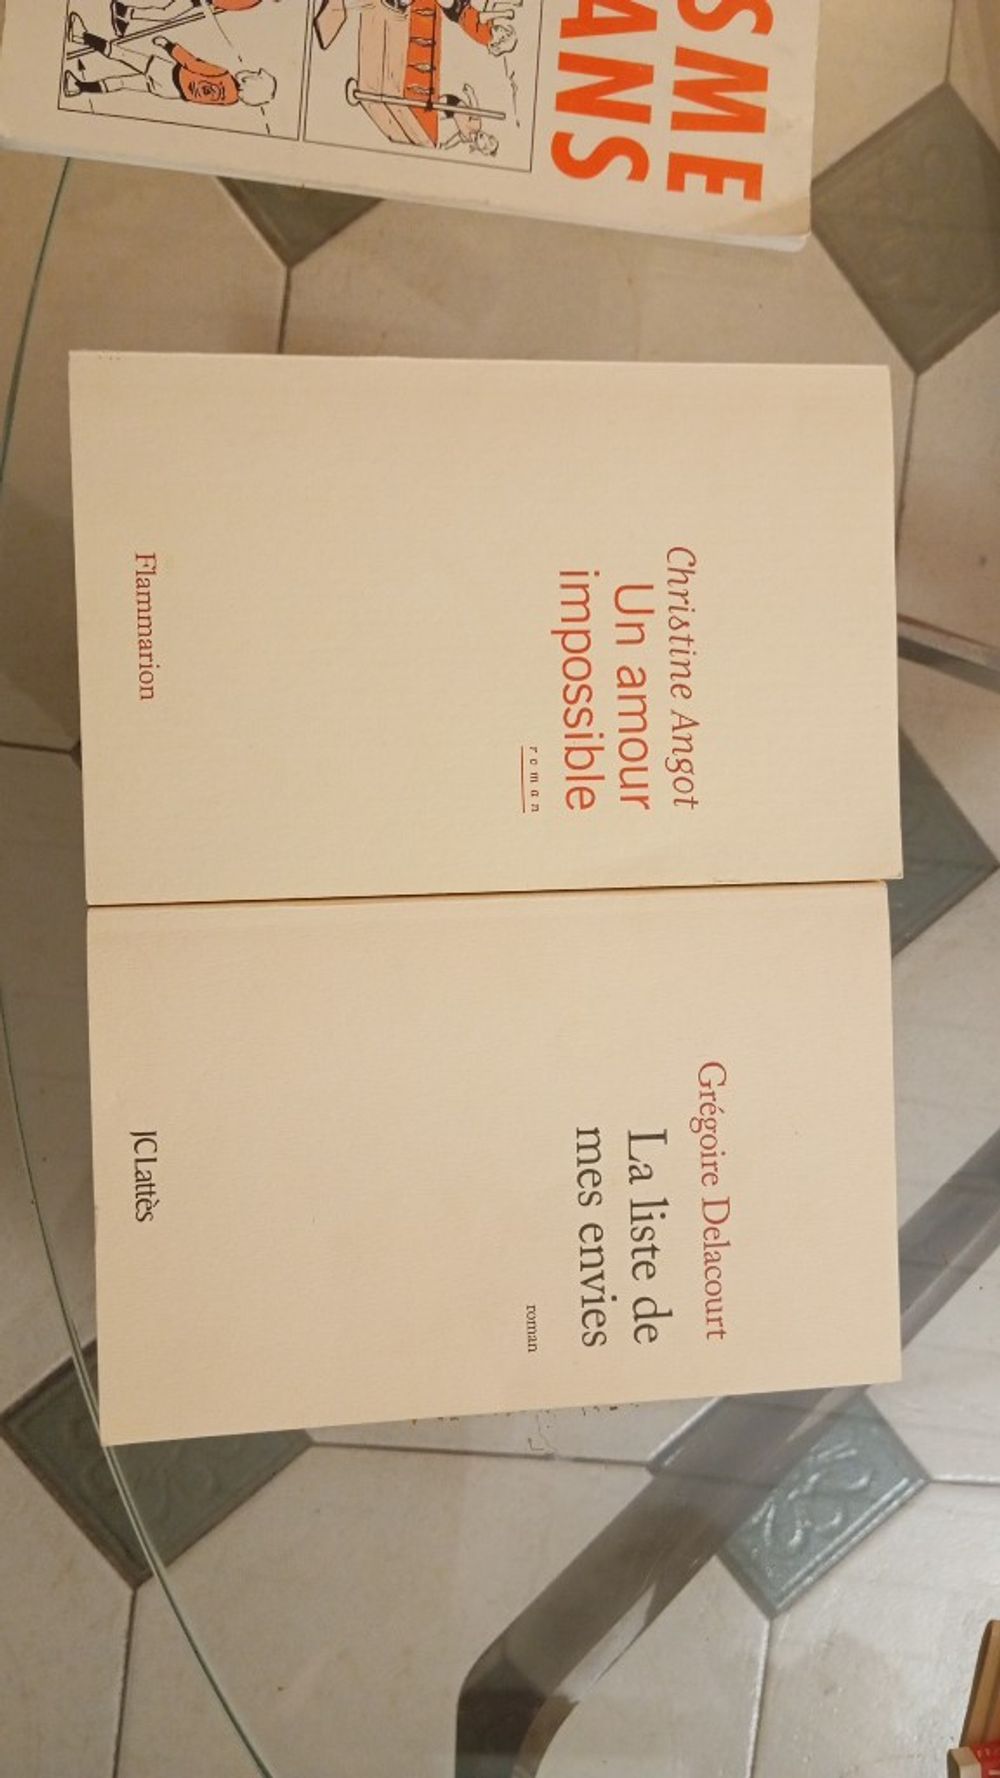 SME
ANS
Christine Angot
Un amour
impossible
roman
Flammarion
Grégoire Delacourt
La liste de
mes envies
roman
JC Lattès